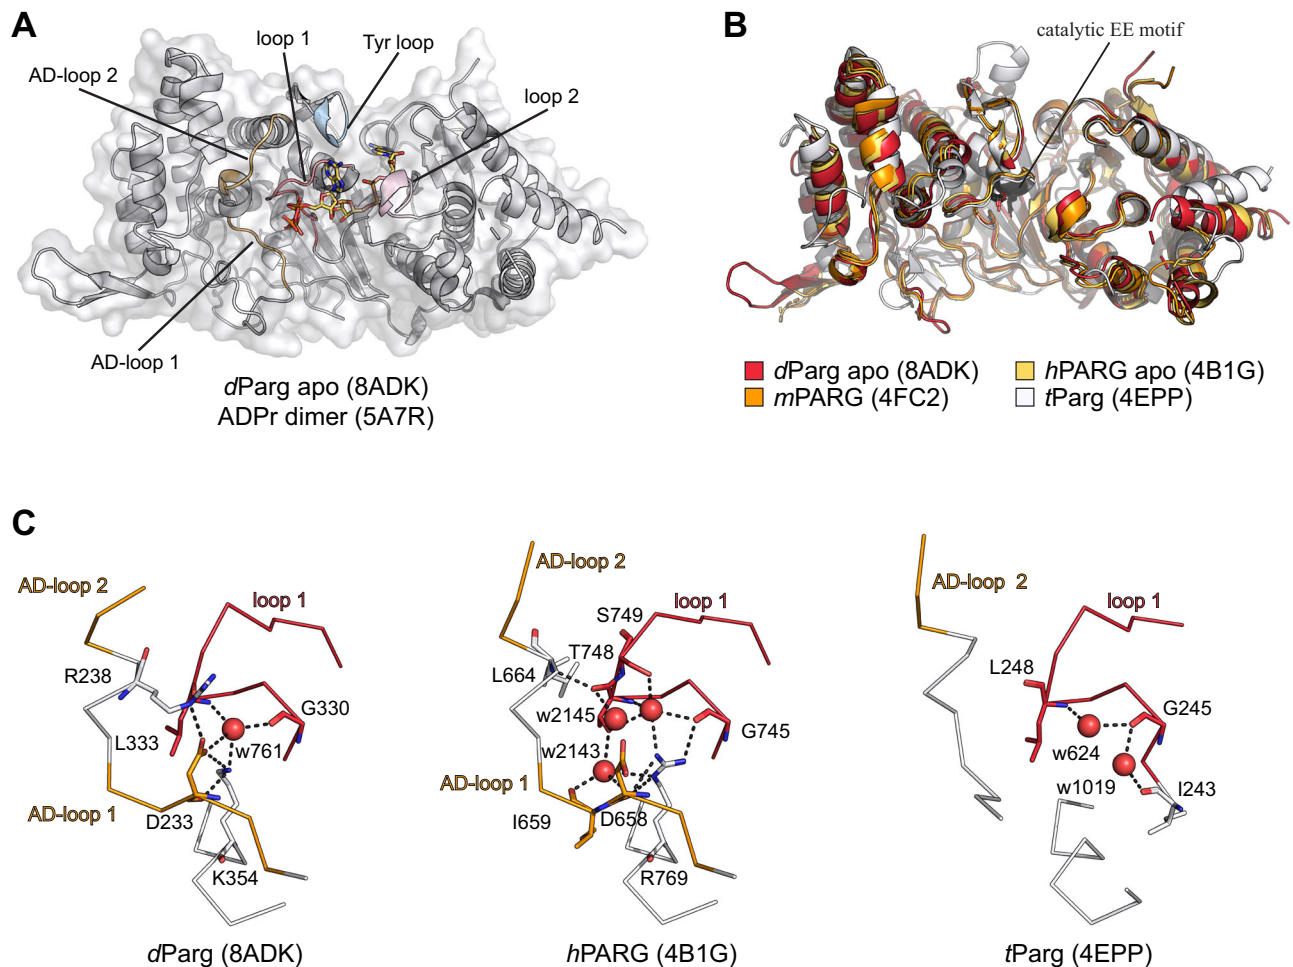 A
loop 1
Tyr loop
AD-loop 2
loop 2
AD-loop 1
dParg apo (8ADK)
ADPr dimer (5A7R)
B
catalytic EE motif
dParg apo (8ADK)
hPARG apo (4B1G)
mPARG (4FC2)
tParg (4EPP)
C
AD-loop 2
loop 1
R238
G330
L333
w761
AD-loop 1
D233
K354
dParg (8ADK)
AD-loop 2
S749
loop 1
T748
L664
w2145
G745
w2143
AD-loop 1
I659
D658
R769
hPARG (4B1G)
AD-loop 2
loop 1
L248
G245
w624
w1019
I243
tParg (4EPP)